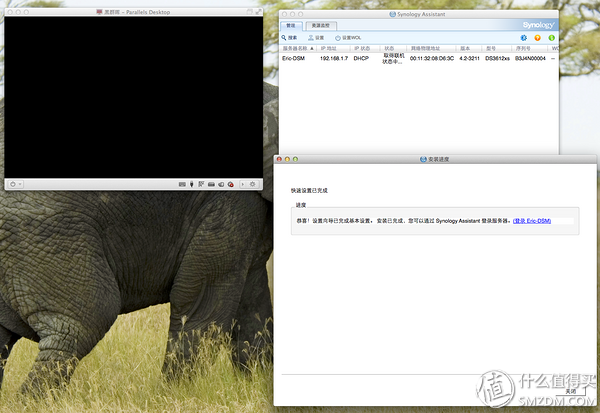 黑群晖 – Parallels Desktop
Synology Assistant
管理 资源监控
Synology
搜索 设置 设置WOL
服务器名称 IP 地址 IP 状态 状态 网络物理地址 版本 型号 序列号 WO
Eric-DSM 192.168.1.7 DHCP 取得联机状态中... 00:11:32:08:D6:3C 4.2-3211 DS3612xs B3J4N00004 --
安装进度
快速设置已完成
进度
恭喜！设置向导已完成基本设置。安装已完成，您可以通过 Synology Assistant 登录服务器。(登录 Eric-DSM)
关闭
值 什么值得买
SMZDM.COM